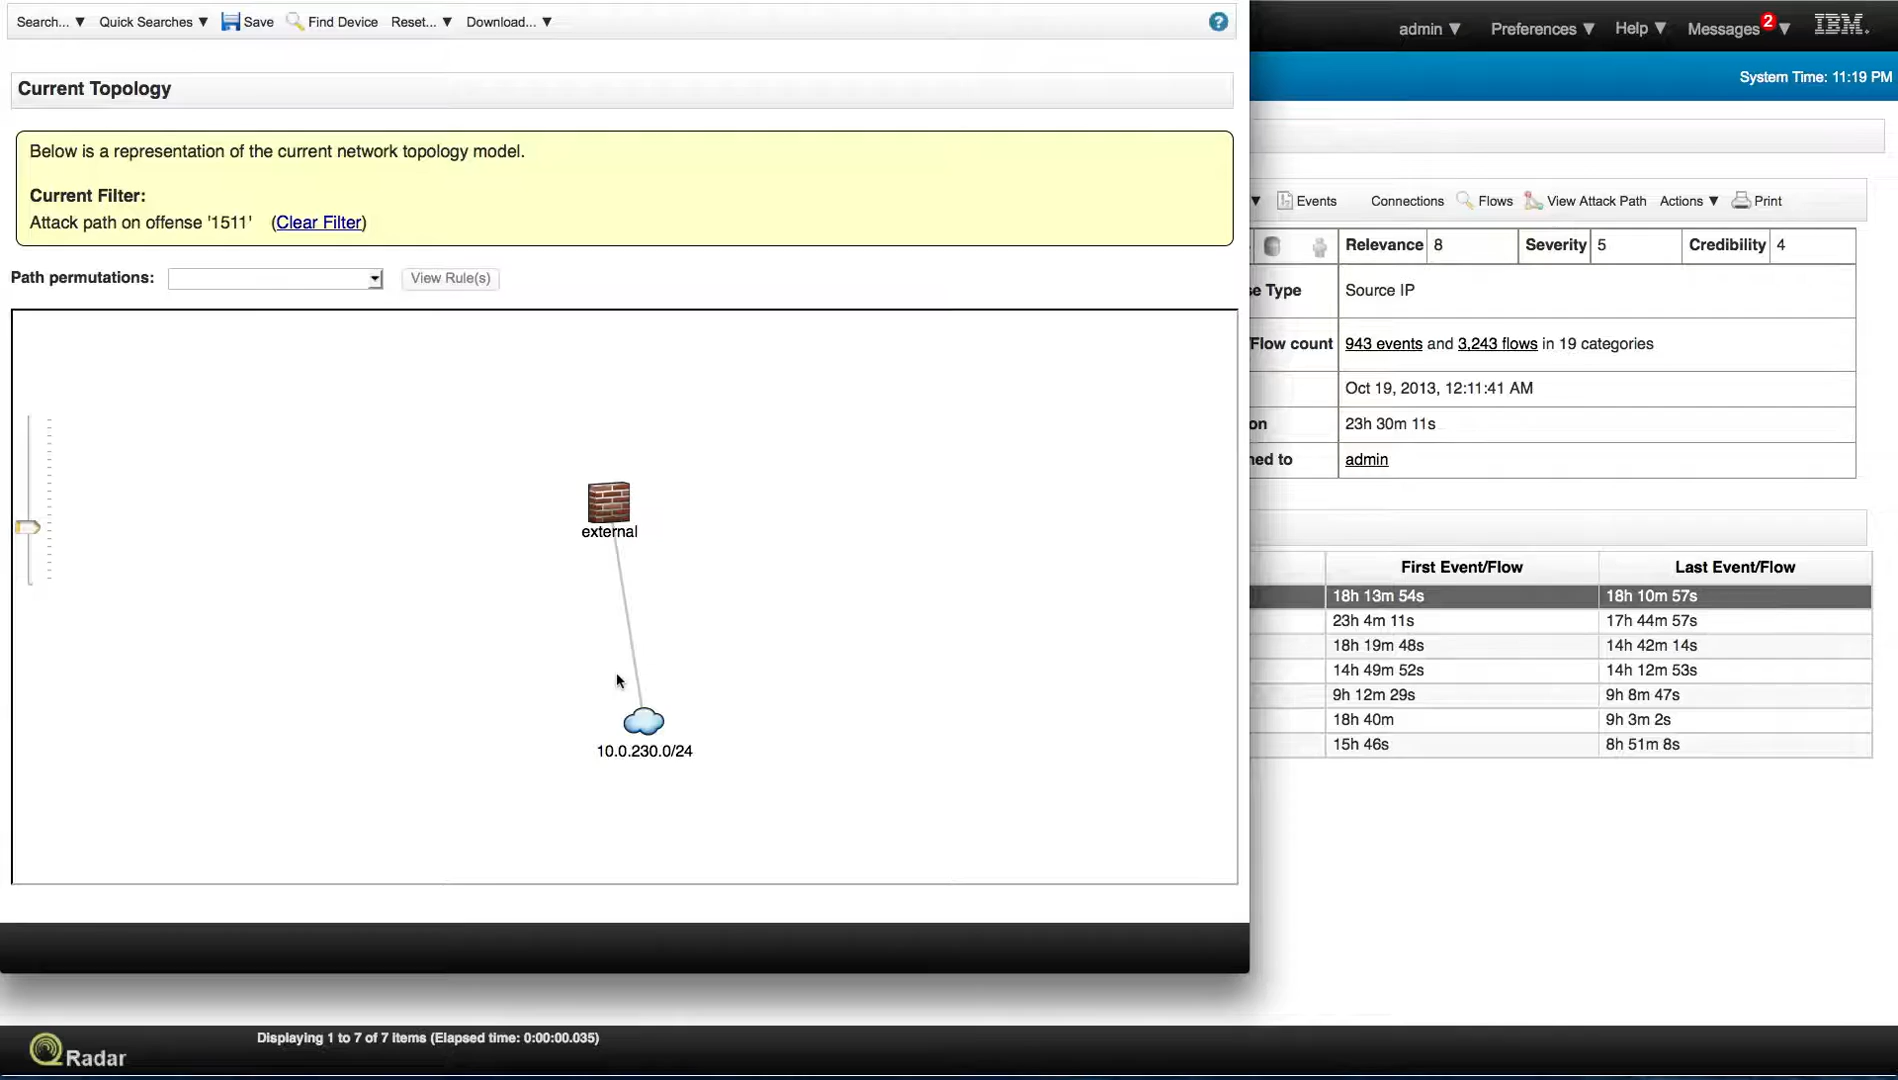 Search... ▼ Quick Searches ▼ Save Find Device Reset... ▼ Download... ▼ ?
admin ▼ Preferences ▼ Help ▼ Messages 2 ▼ IBM.
System Time: 11:19 PM
Current Topology
Below is a representation of the current network topology model.
Current Filter:
Attack path on offense '1511' (Clear Filter)
Path permutations: View Rule(s)
external
10.0.230.0/24
▼ Events Connections Flows View Attack Path Actions ▼ Print
Relevance 8 Severity 5 Credibility 4
se Type Source IP
/Flow count 943 events and 3,243 flows in 19 categories
Oct 19, 2013, 12:11:41 AM
on 23h 30m 11s
ned to admin
First Event/Flow Last Event/Flow
18h 13m 54s 18h 10m 57s
23h 4m 11s 17h 44m 57s
18h 19m 48s 14h 42m 14s
14h 49m 52s 14h 12m 53s
9h 12m 29s 9h 8m 47s
18h 40m 9h 3m 2s
15h 46s 8h 51m 8s
QRadar
Displaying 1 to 7 of 7 items (Elapsed time: 0:00:00.035)